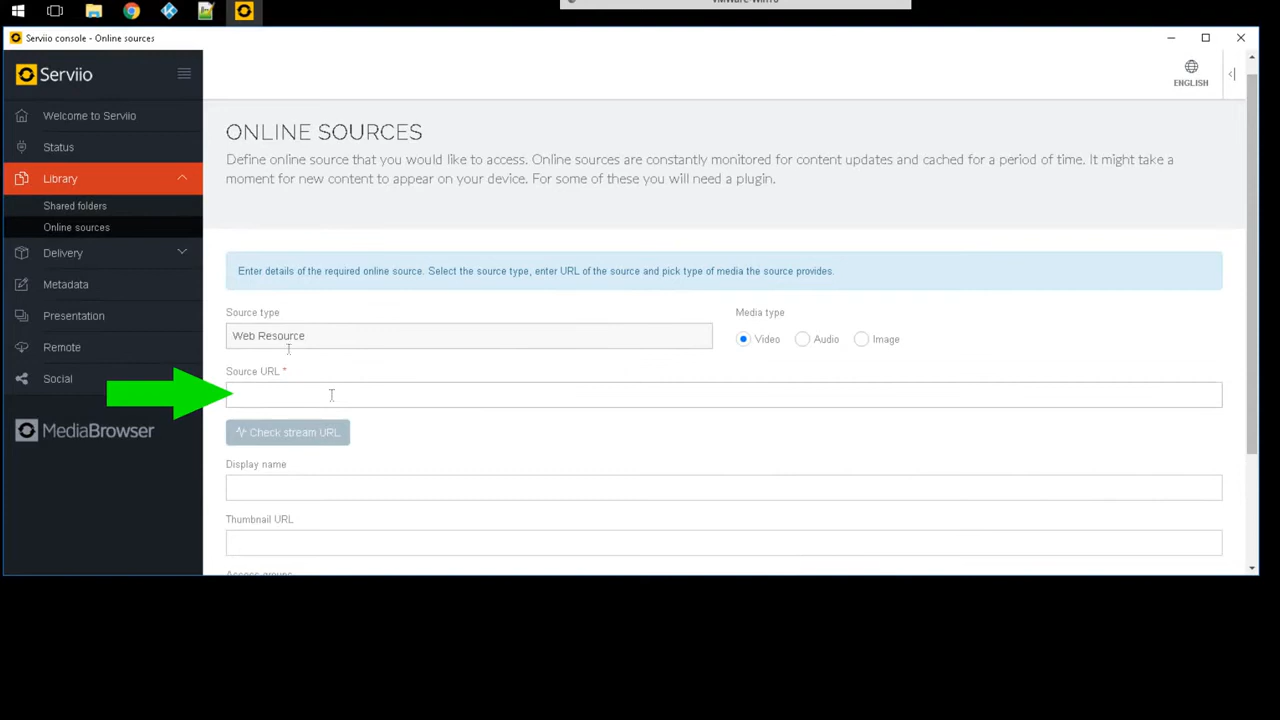 Serviio console - Online sources
Serviio
ENGLISH
Welcome to Serviio
Status
Library
Shared folders
Online sources
Delivery
Metadata
Presentation
Remote
Social
MediaBrowser
ONLINE SOURCES
Define online source that you would like to access. Online sources are constantly monitored for content updates and cached for a period of time. It might take a
moment for new content to appear on your device. For some of these you will need a plugin.
Enter details of the required online source. Select the source type, enter URL of the source and pick type of media the source provides.
Source type
Media type
Web Resource
Video
Audio
Image
Source URL *
Check stream URL
Display name
Thumbnail URL